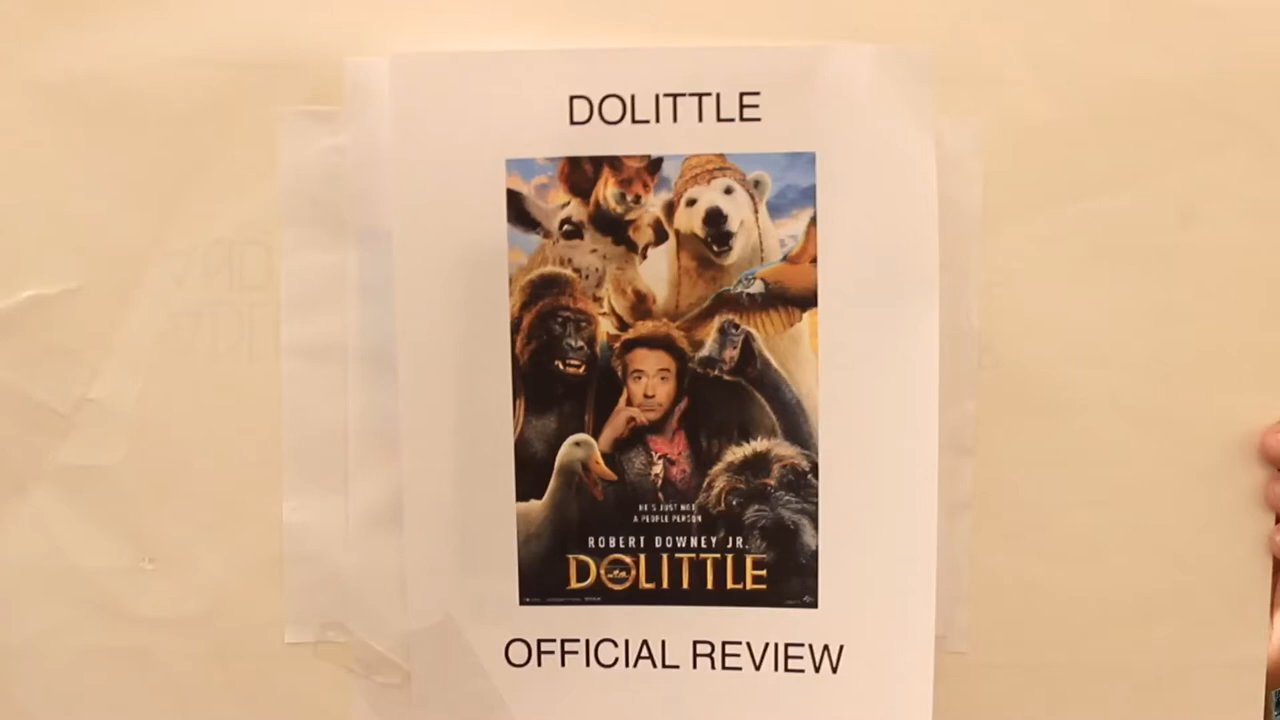 DOLITTLE
HE'S JUST NOT
A PEOPLE PERSON
ROBERT DOWNEY JR.
DOLITTLE
OFFICIAL REVIEW